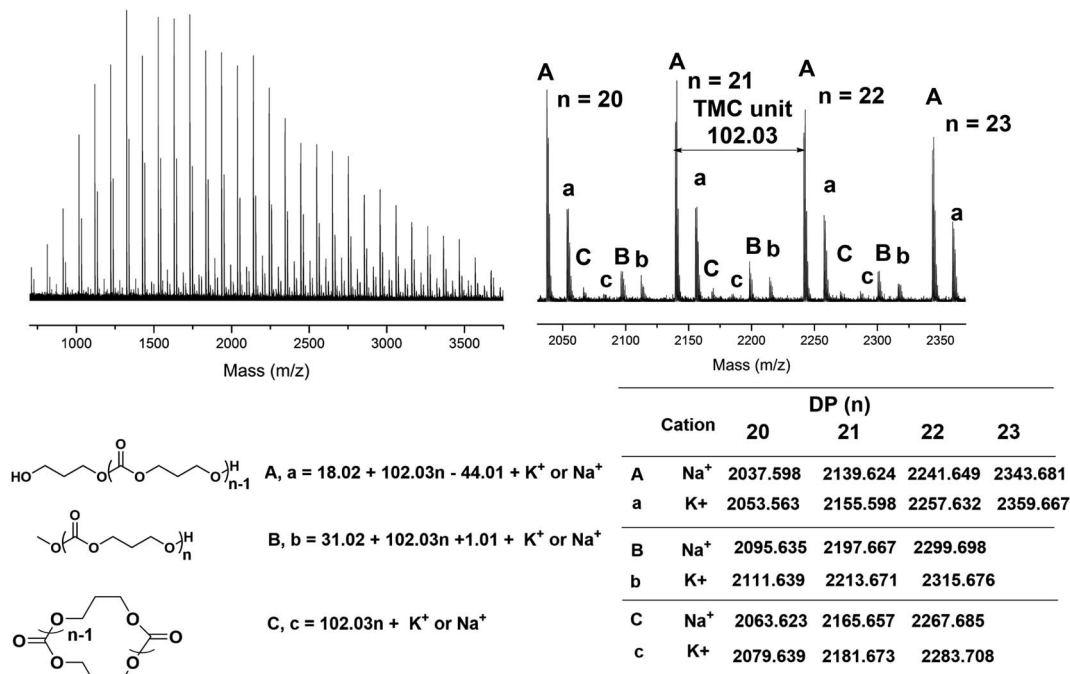 A
n = 20
A
n = 21
TMC unit
102.03
A
n = 22
A
n = 23
a
a
a
a
C
c
B
b
C
c
B
b
C
c
B
b
1000 1500 2000 2500 3000 3500
Mass (m/z)
2050 2100 2150 2200 2250 2300 2350
Mass (m/z)
HO O ( O O O ) H n-1
A, a = 18.02 + 102.03n - 44.01 + K⁺ or Na⁺
O ( O O O ) H n
B, b = 31.02 + 102.03n +1.01 + K⁺ or Na⁺
O O
O n-1 O
O O
C, c = 102.03n + K⁺ or Na⁺
DP (n)
Cation 20 21 22 23
A Na⁺ 2037.598 2139.624 2241.649 2343.681
a K+ 2053.563 2155.598 2257.632 2359.667
B Na⁺ 2095.635 2197.667 2299.698
b K+ 2111.639 2213.671 2315.676
C Na⁺ 2063.623 2165.657 2267.685
c K+ 2079.639 2181.673 2283.708